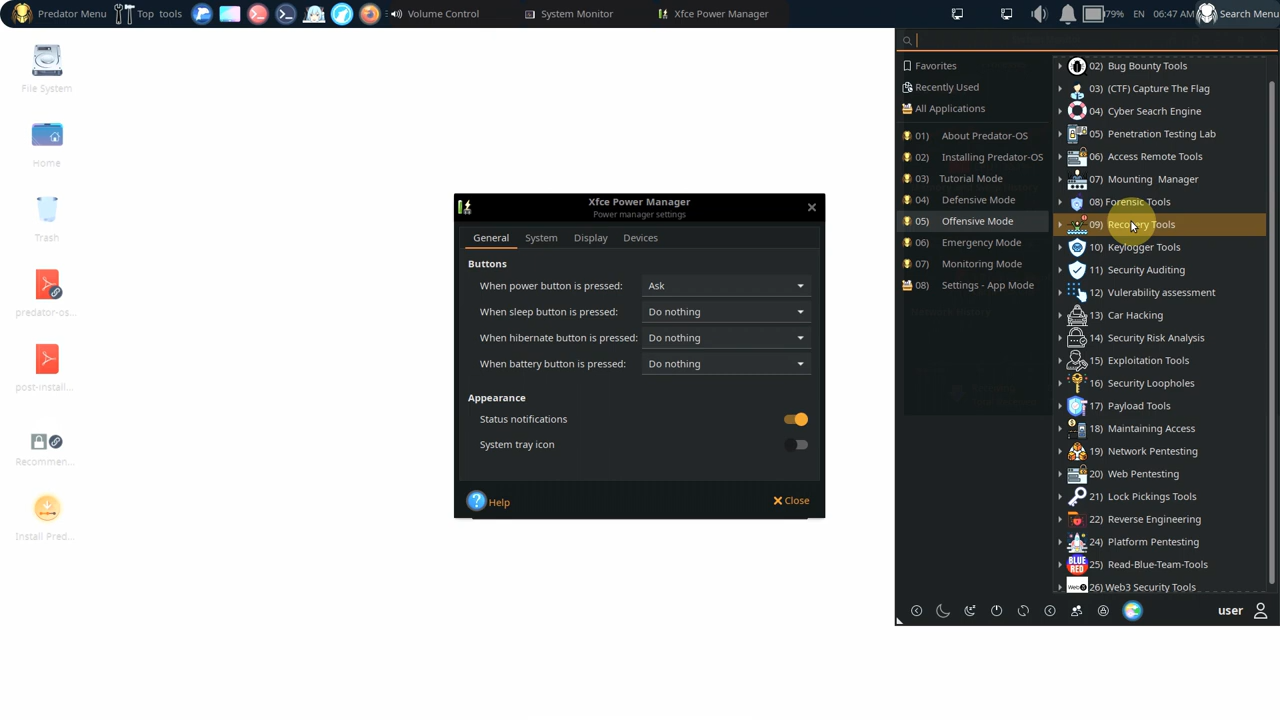 Predator Menu
Top tools
Volume Control
System Monitor
Xfce Power Manager
79%
EN
06:47 AM
Search Menu
File System
Home
Trash
predator-os...
post-install...
Recommen...
Install Pred...
Xfce Power Manager
Power manager settings
General
System
Display
Devices
Buttons
When power button is pressed:
Ask
When sleep button is pressed:
Do nothing
When hibernate button is pressed:
Do nothing
When battery button is pressed:
Do nothing
Appearance
Status notifications
System tray icon
Help
Close
Favorites
Recently Used
All Applications
01) About Predator-OS
02) Installing Predator-OS
03) Tutorial Mode
04) Defensive Mode
05) Offensive Mode
06) Emergency Mode
07) Monitoring Mode
08) Settings - App Mode
02) Bug Bounty Tools
03) (CTF) Capture The Flag
04) Cyber Seacrh Engine
05) Penetration Testing Lab
06) Access Remote Tools
07) Mounting Manager
08) Forensic Tools
09) Recovery Tools
10) Keylogger Tools
11) Security Auditing
12) Vulerability assessment
13) Car Hacking
14) Security Risk Analysis
15) Exploitation Tools
16) Security Loopholes
17) Payload Tools
18) Maintaining Access
19) Network Pentesting
20) Web Pentesting
21) Lock Pickings Tools
22) Reverse Engineering
24) Platform Pentesting
BLUE
RED
25) Read-Blue-Team-Tools
Web3
26) Web3 Security Tools
user